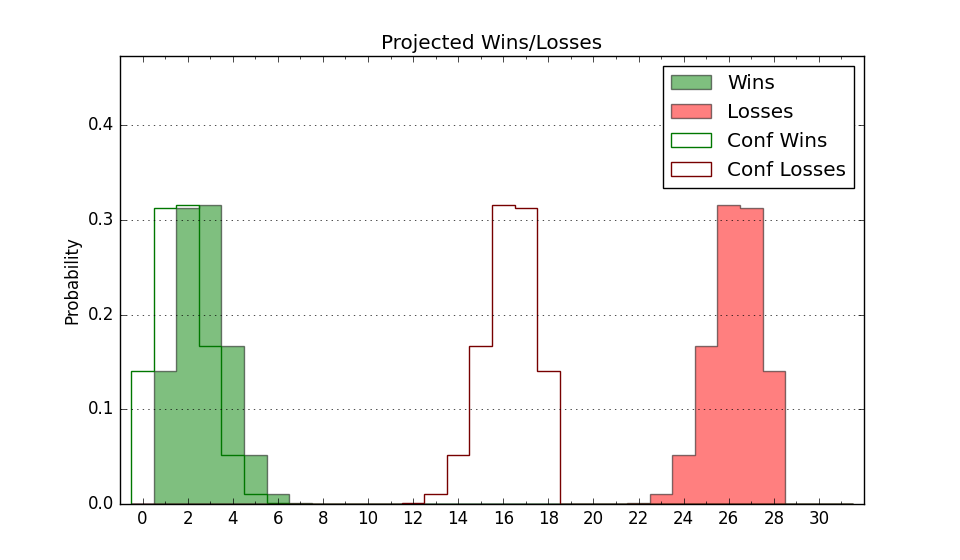 Projected Wins/Losses
Wins
Losses
Conf Wins
Conf Losses
Probability
0.4
0.3
0.2
0.1
0.0
0 2 4 6 8 10 12 14 16 18 20 22 24 26 28 30